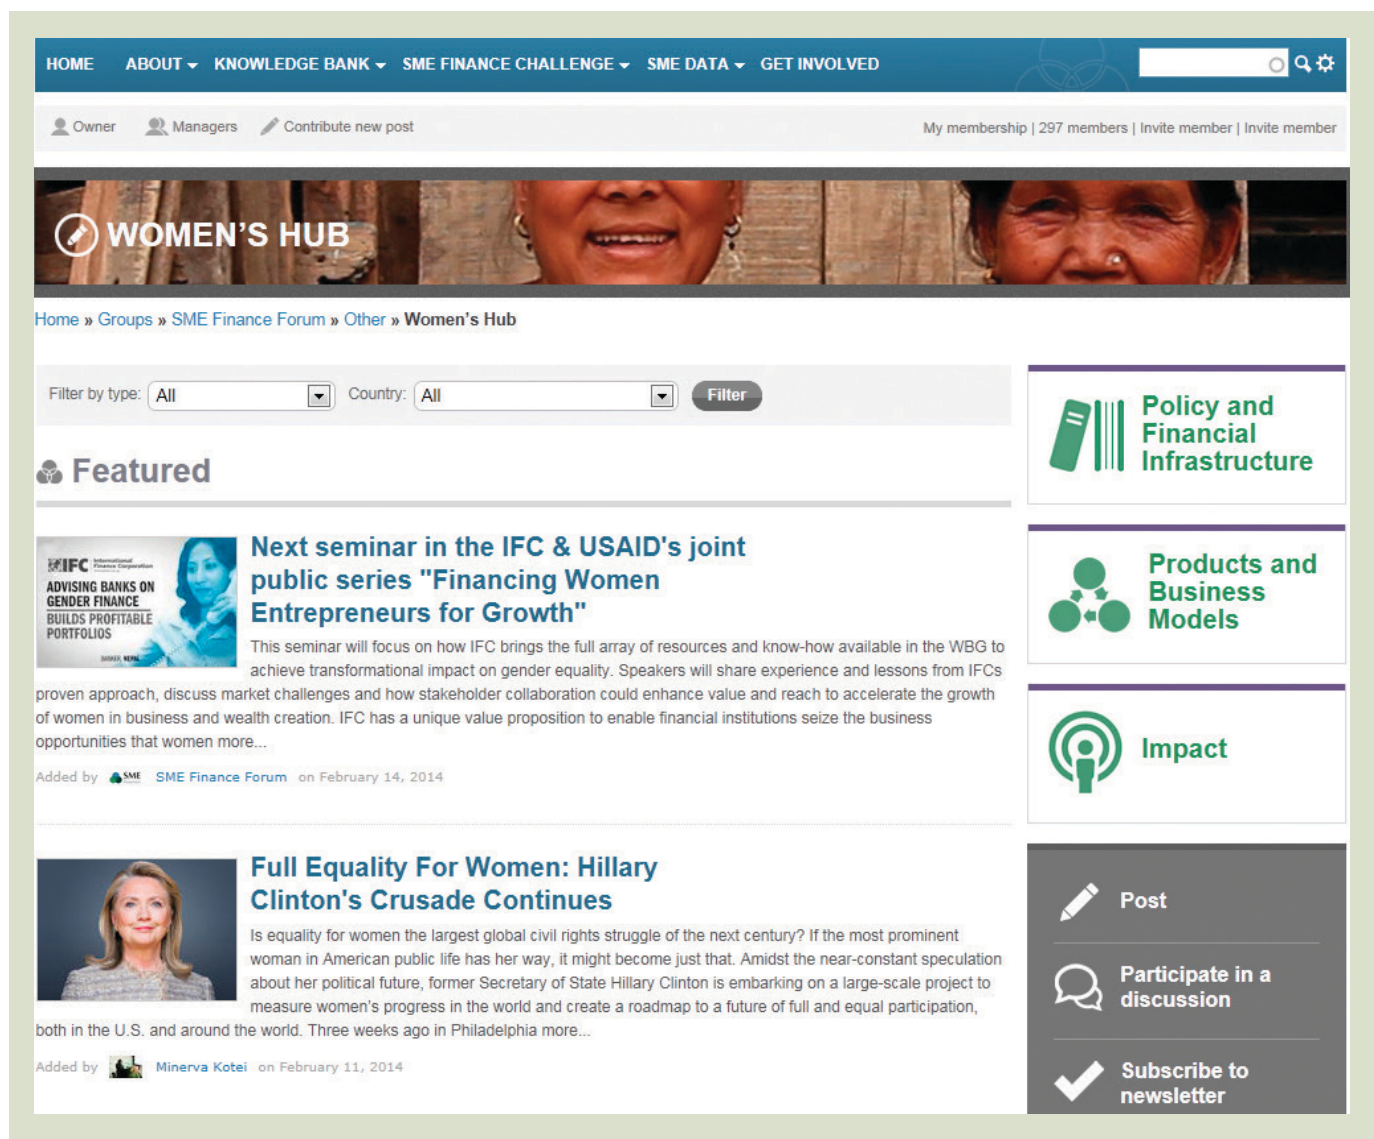 HOME ABOUT KNOWLEDGE BANK SME FINANCE CHALLENGE SME DATA GET INVOLVED
Owner Managers Contribute new post My membership | 297 members | Invite member | Invite member
WOMEN'S HUB
Home » Groups » SME Finance Forum » Other » Women's Hub
Filter by type: All Country: All Filter
Featured
IFC International
Finance Corporation
ADVISING BANKS ON
GENDER FINANCE
BUILDS PROFITABLE
PORTFOLIOS
BANKER, NEPAL
Next seminar in the IFC & USAID's joint
public series "Financing Women
Entrepreneurs for Growth"
This seminar will focus on how IFC brings the full array of resources and know-how available in the WBG to
achieve transformational impact on gender equality. Speakers will share experience and lessons from IFCs
proven approach, discuss market challenges and how stakeholder collaboration could enhance value and reach to accelerate the growth
of women in business and wealth creation. IFC has a unique value proposition to enable financial institutions seize the business
opportunities that women more...
Added by SME SME Finance Forum on February 14, 2014
Full Equality For Women: Hillary
Clinton's Crusade Continues
Is equality for women the largest global civil rights struggle of the next century? If the most prominent
woman in American public life has her way, it might become just that. Amidst the near-constant speculation
about her political future, former Secretary of State Hillary Clinton is embarking on a large-scale project to
measure women's progress in the world and create a roadmap to a future of full and equal participation,
both in the U.S. and around the world. Three weeks ago in Philadelphia more...
Added by Minerva Kotei on February 11, 2014
Policy and
Financial
Infrastructure
Products and
Business
Models
Impact
Post
Participate in a
discussion
Subscribe to
newsletter